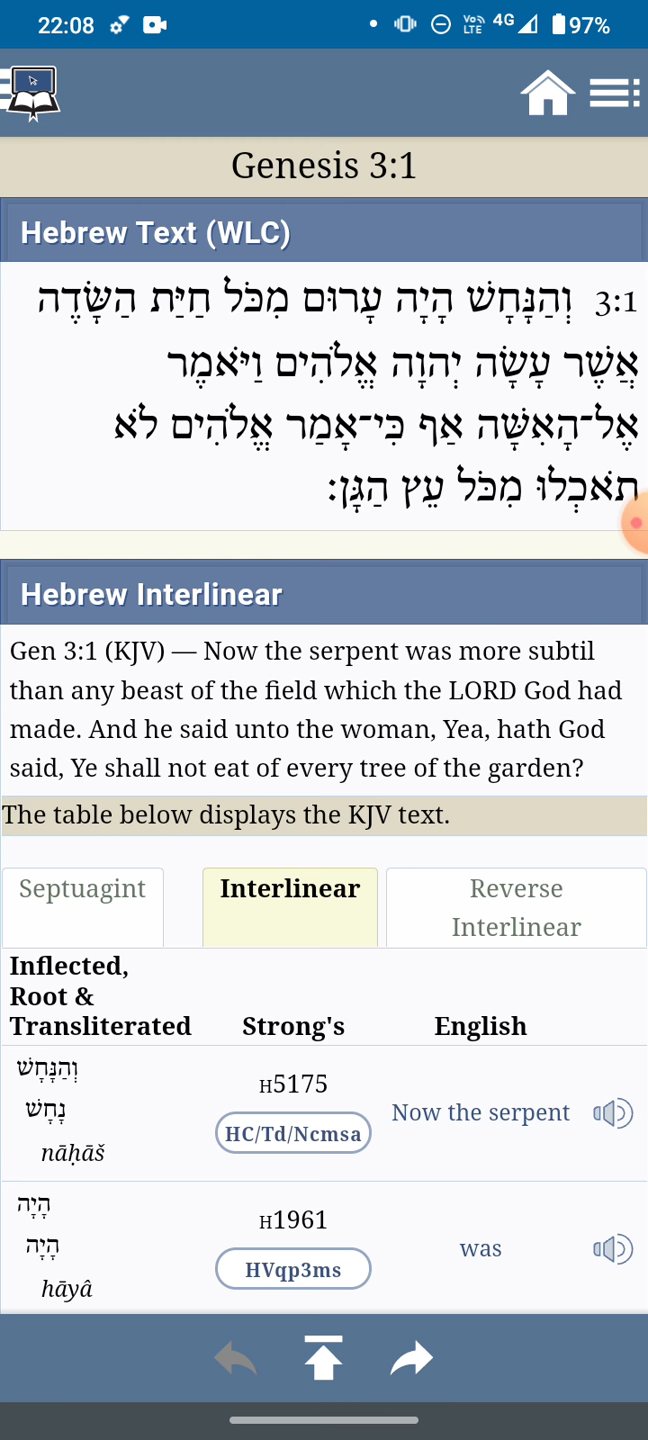 22:08 Vo LTE 4G 97%
Genesis 3:1
Hebrew Text (WLC)
3:1 וְהַנָּחָשׁ הָיָה עָרוּם מִכֹּל חַיַּת הַשָּׂדֶה
אֲשֶׁר עָשָׂה יְהוָה אֱלֹהִים וַיֹּאמֶר
אֶל־הָאִשָּׁה אַף כִּי־אָמַר אֱלֹהִים לֹא
תֹאכְלוּ מִכֹּל עֵץ הַגָּן׃
Hebrew Interlinear
Gen 3:1 (KJV) — Now the serpent was more subtil
than any beast of the field which the LORD God had
made. And he said unto the woman, Yea, hath God
said, Ye shall not eat of every tree of the garden?
The table below displays the KJV text.
Septuagint
Interlinear
Reverse
Interlinear
Inflected,
Root &
Transliterated
Strong's
English
וְהַנָּחָשׁ
נָחָשׁ
nāḥāš
H5175
HC/Td/Ncmsa
Now the serpent
הָיָה
הָיָה
hāyâ
H1961
HVqp3ms
was